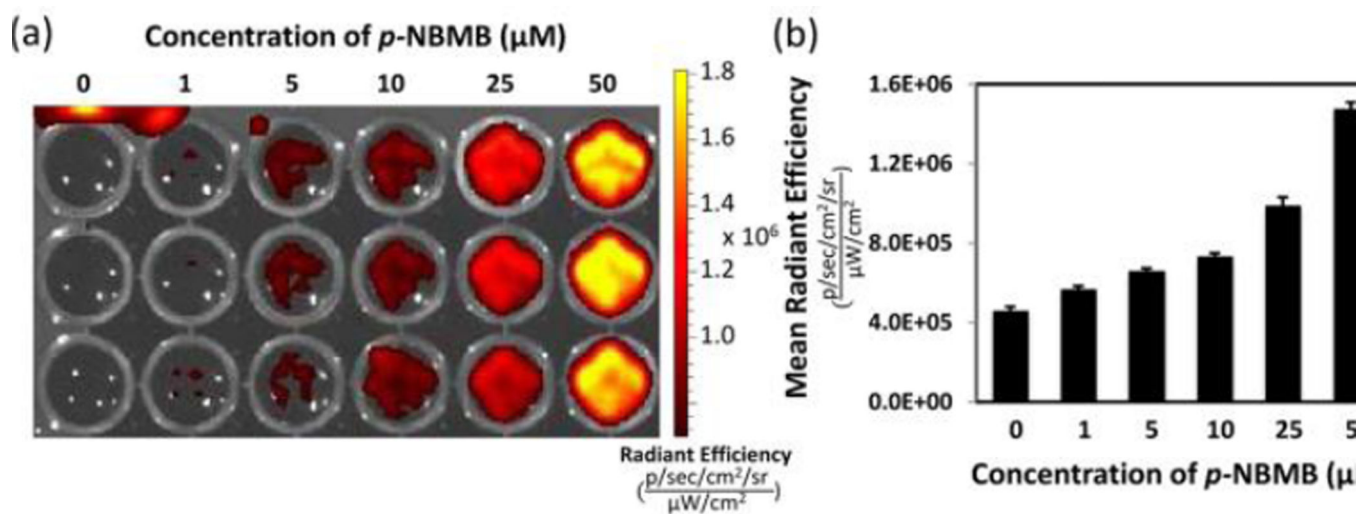 (a)
Concentration of p-NBMB (μM)
0 1 5 10 25 50
1.8
1.6
1.4
x 10⁶
1.2
1.0
Radiant Efficiency
(p/sec/cm²/sr
μW/cm²)
(b)
Mean Radiant Efficiency
(p/sec/cm²/sr
μW/cm²)
1.6E+06
1.2E+06
8.0E+05
4.0E+05
0.0E+00
0 1 5 10 25 5
Concentration of p-NBMB (μ